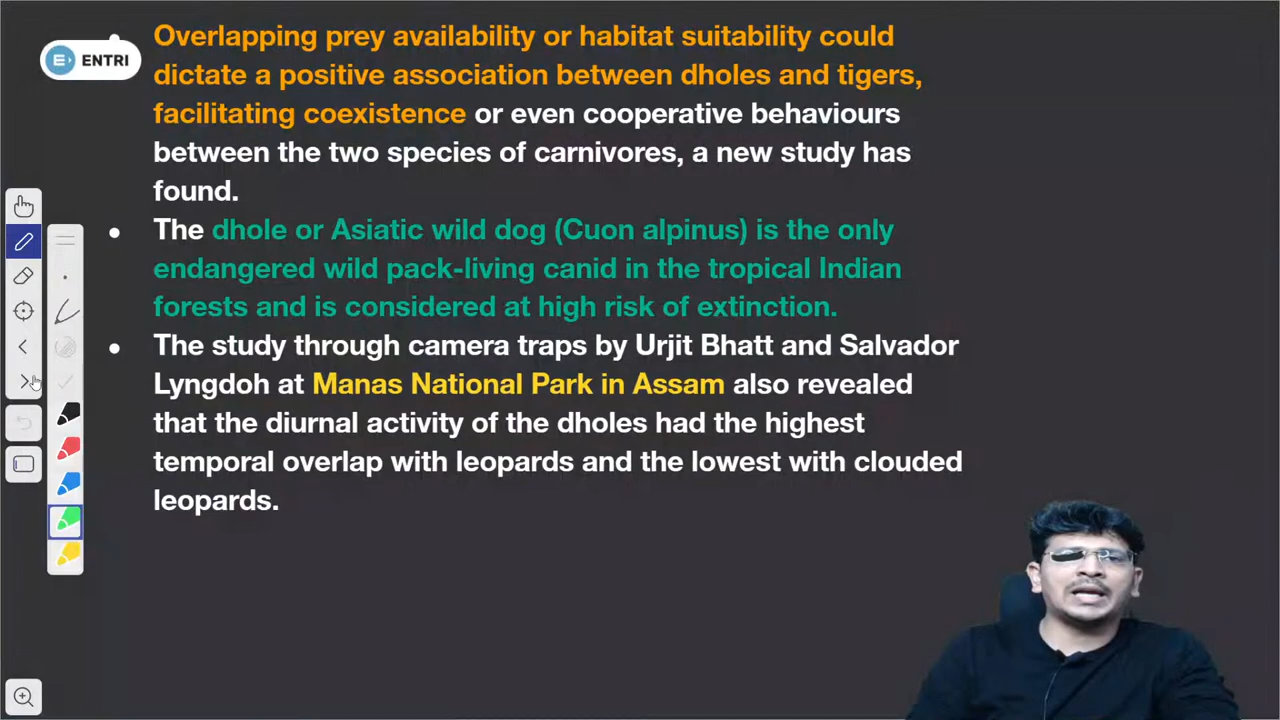 Overlapping prey availability or habitat suitability could
ENTRI
dictate a positive association between dholes and tigers,
facilitating coexistence or even cooperative behaviours
between the two species of carnivores, a new study has
found.
The dhole or Asiatic wild dog (Cuon alpinus) is the only
endangered wild pack-living canid in the tropical Indian
forests and is considered at high risk of extinction.
The study through camera traps by Urjit Bhatt and Salvador
Lyngdoh at Manas National Park in Assam also revealed
that the diurnal activity of the dholes had the highest
temporal overlap with leopards and the lowest with clouded
leopards.